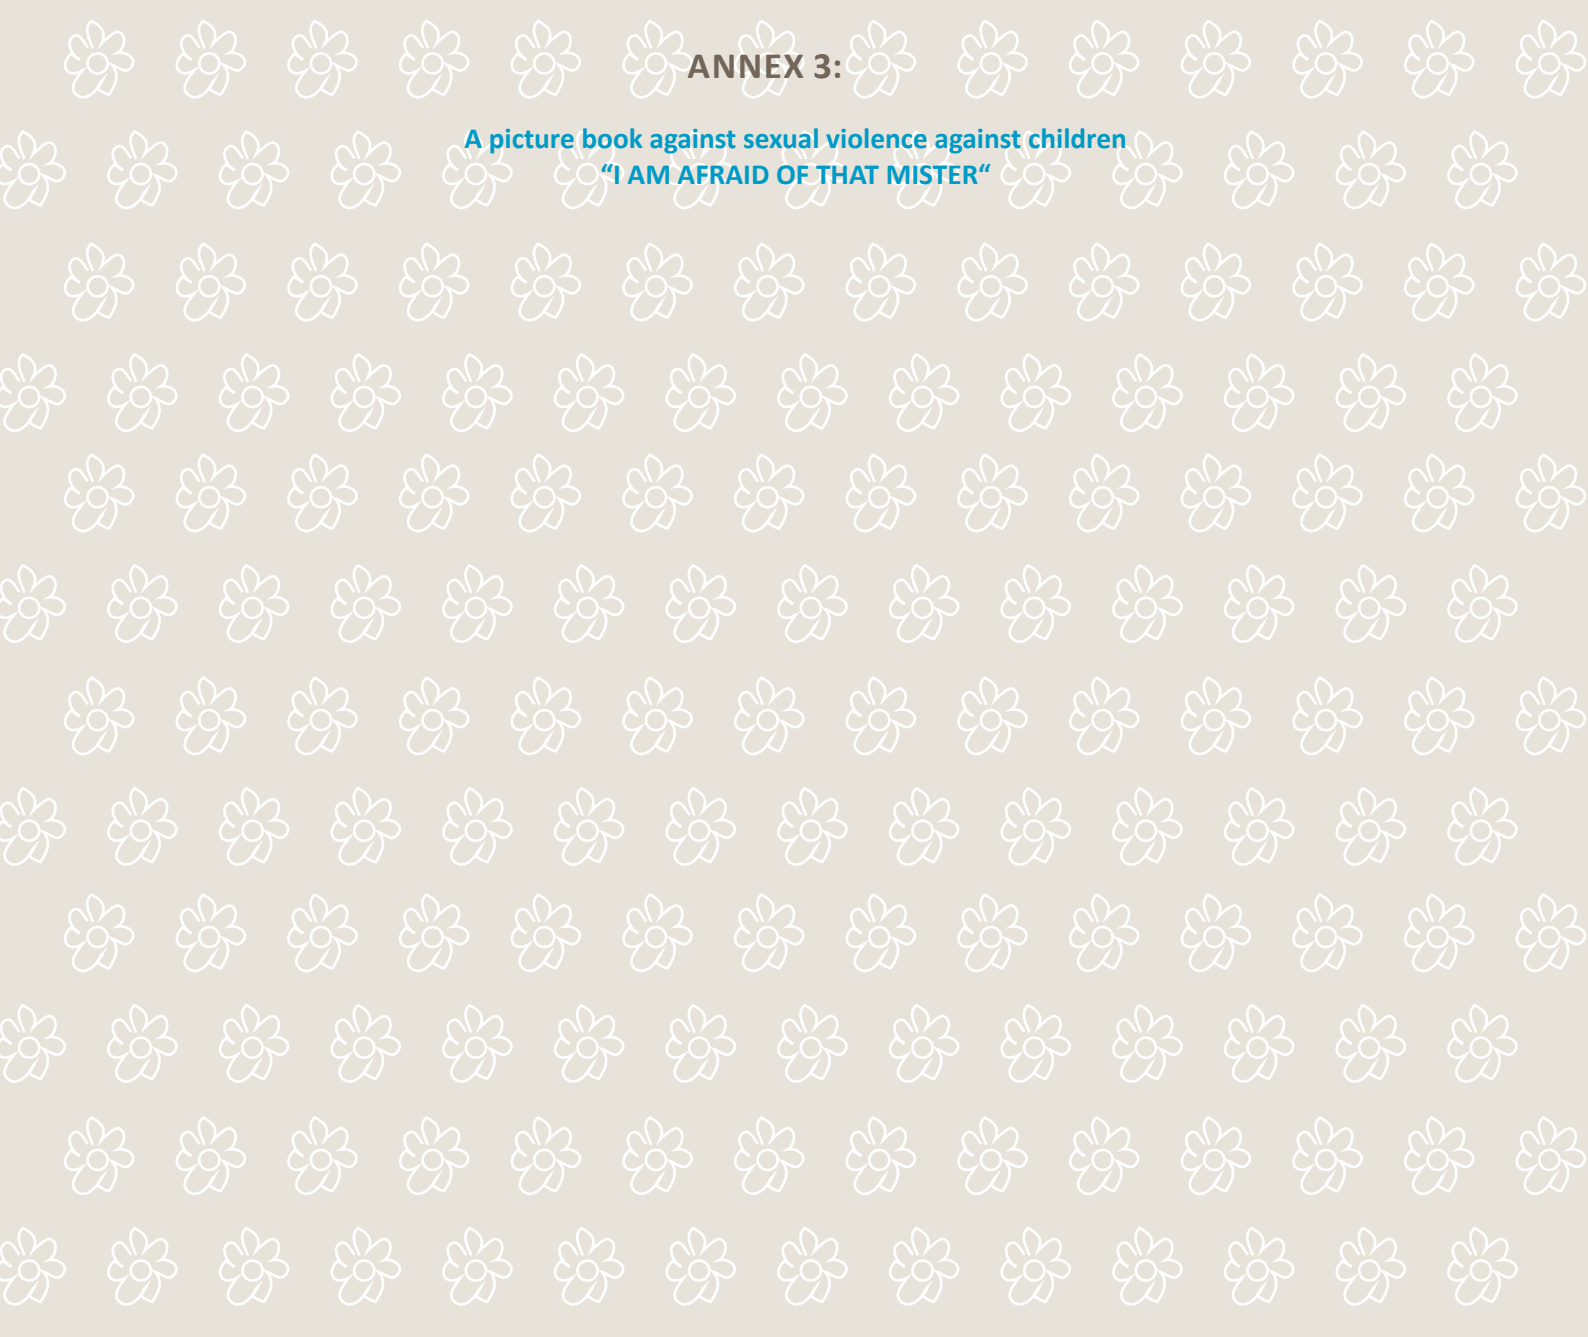 ANNEX 3:
A picture book against sexual violence against children
“I AM AFRAID OF THAT MISTER“